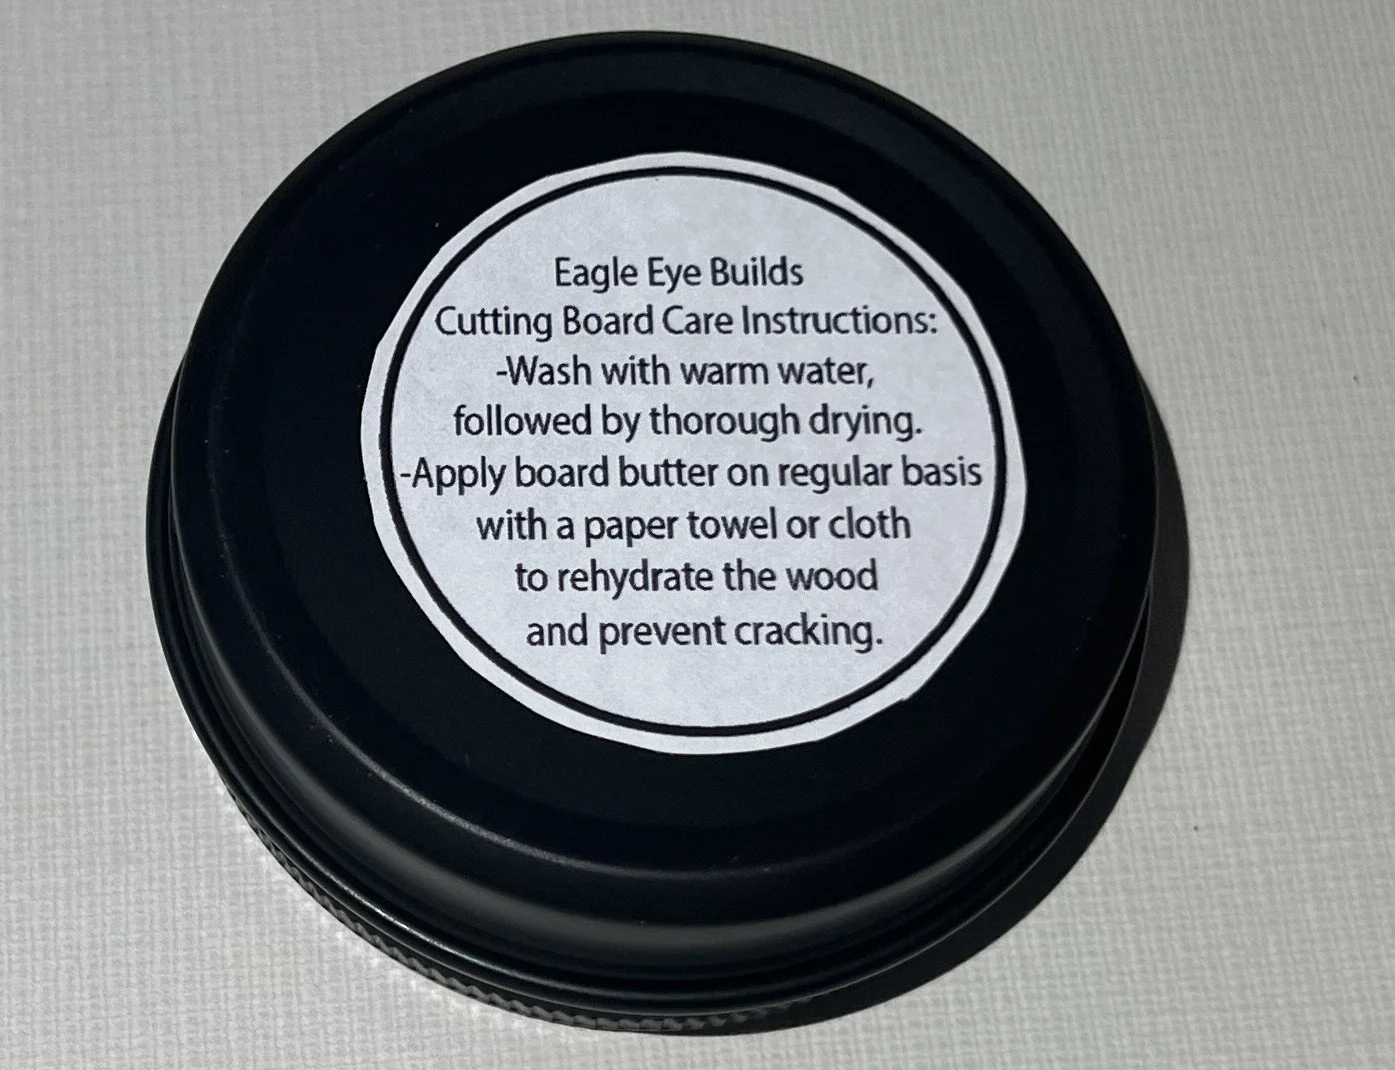 Eagle Eye Builds
Cutting Board Care Instructions:
-Wash with warm water,
followed by thorough drying.
-Apply board butter on regular basis
with a paper towel or cloth
to rehydrate the wood
and prevent cracking.